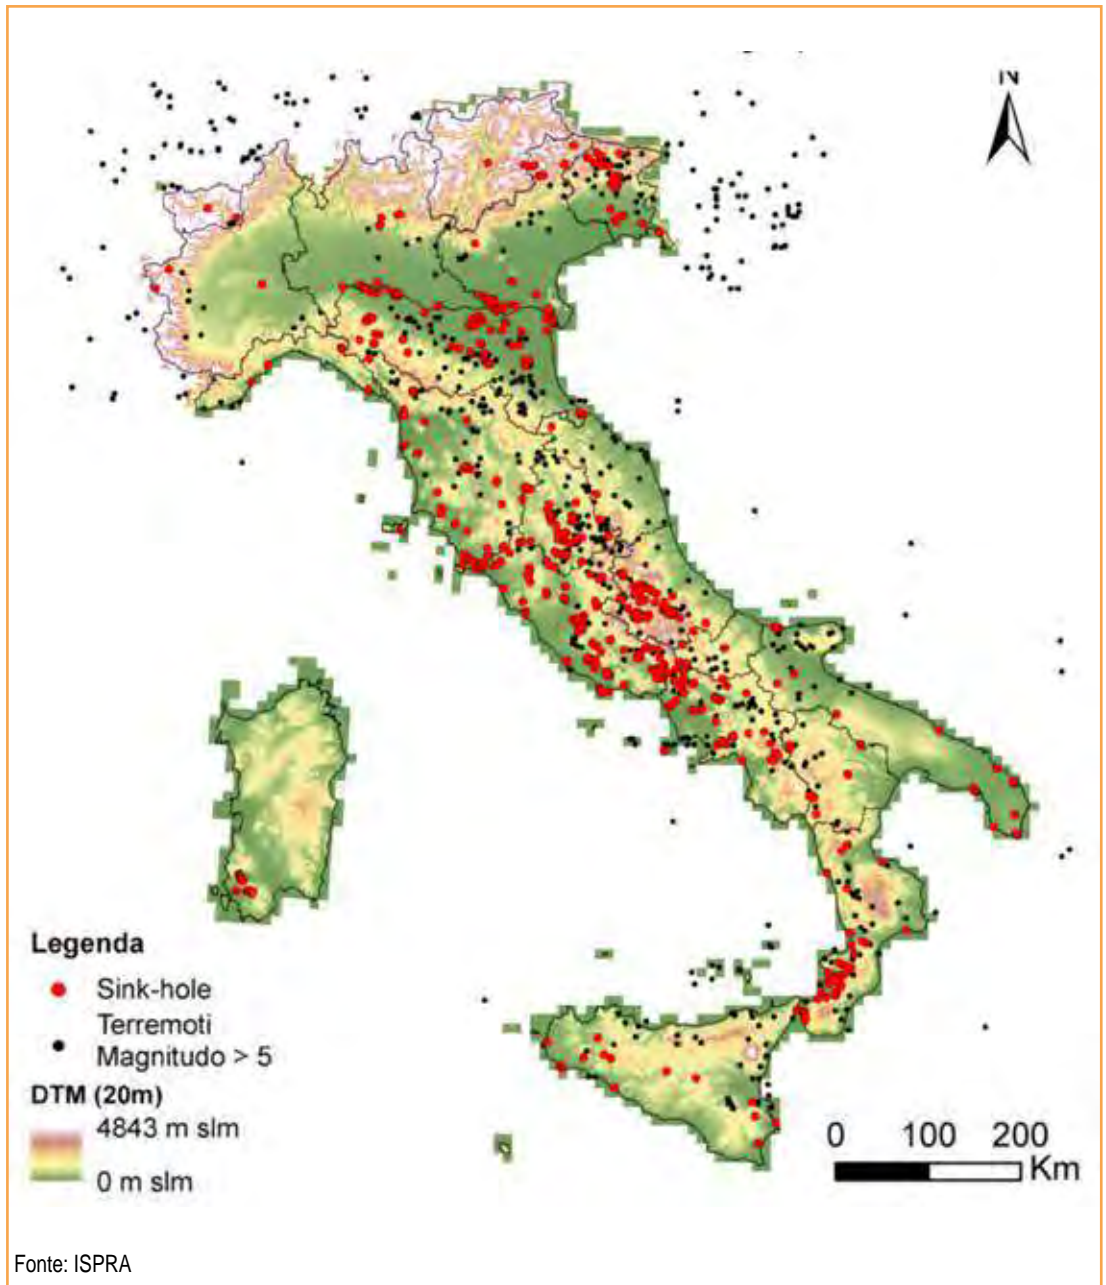 N
Legenda
Sink-hole
Terremoti
Magnitudo > 5
DTM (20m)
4843 m slm
0 m slm
0 100 200
Km
Fonte: ISPRA